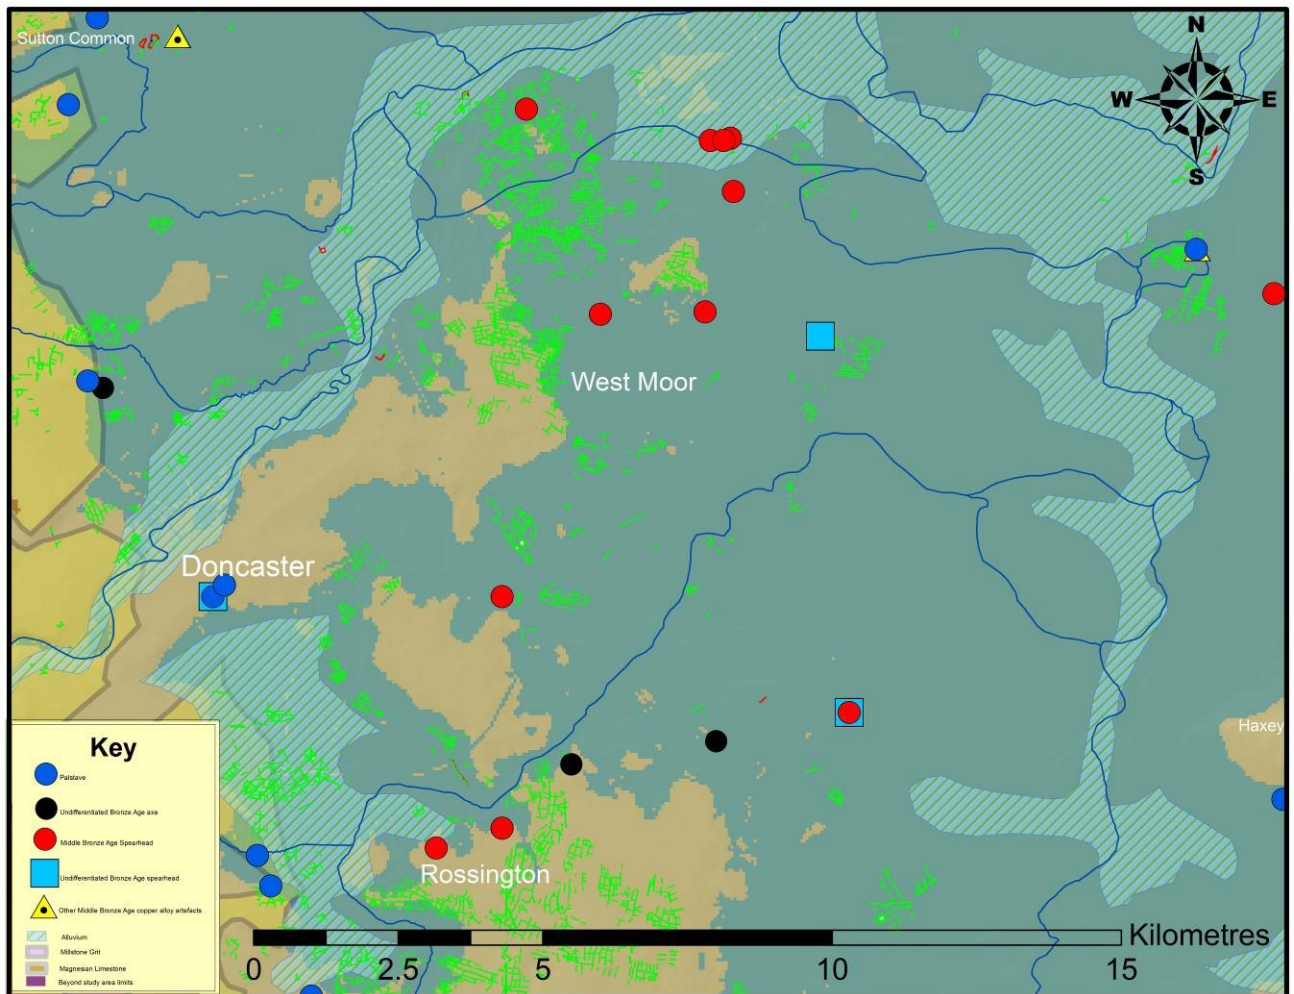 Sutton Common
N
W
E
S
West Moor
Doncaster
Haxey
Rossington
Key
Palstave
Undifferentiated Bronze Age axe
Middle Bronze Age Spearhead
Undifferentiated Bronze Age spearhead
Other Middle Bronze Age copper alloy artefacts
Alluvium
Millstone Grit
Magnesian Limestone
Beyond study area limits
Kilometres
0 2.5 5 10 15